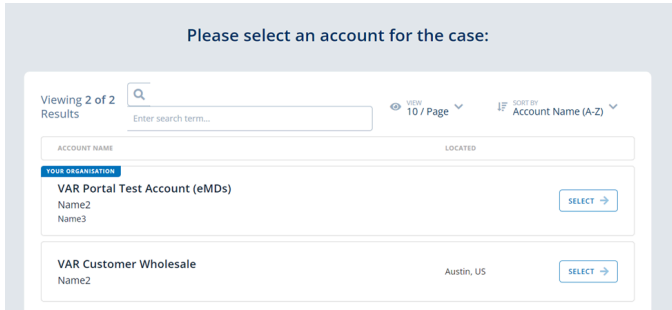 Please select an account for the case:
Viewing 2 of 2
Results
Enter search term...
VIEW
10 / Page
SORT BY
Account Name (A-Z)
ACCOUNT NAME
LOCATED
YOUR ORGANISATION
VAR Portal Test Account (eMDs)
Name2
Name3
SELECT
VAR Customer Wholesale
Name2
Austin, US
SELECT